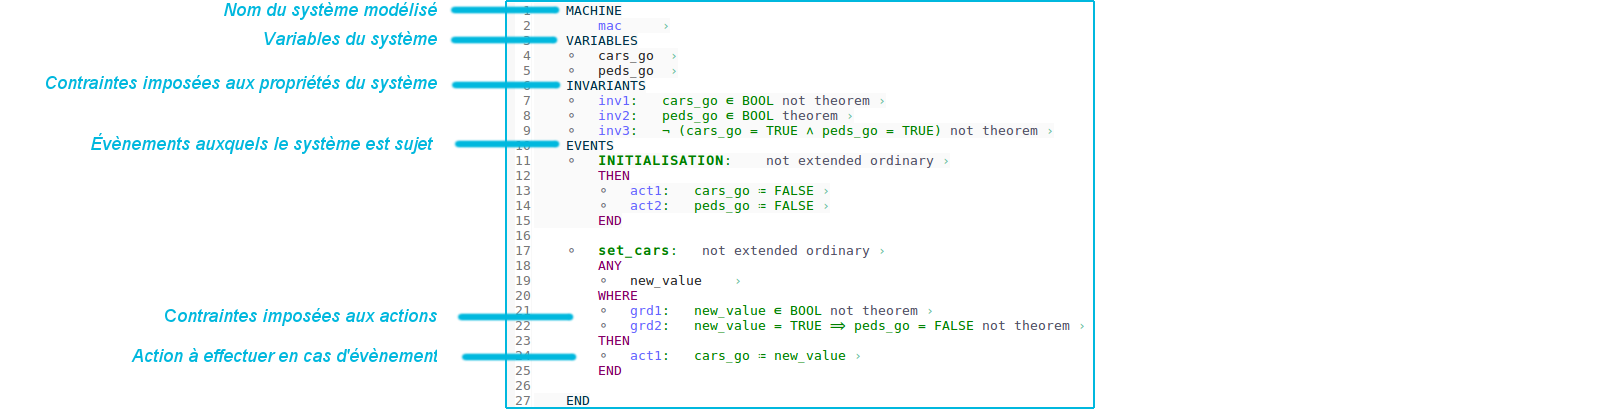 Nom du système modélisé
1 MACHINE
2 mac ›
Variables du système
3 VARIABLES
4 ∘ cars_go ›
5 ∘ peds_go ›
Contraintes imposées aux propriétés du système
6 INVARIANTS
7 ∘ inv1: cars_go ∈ BOOL not theorem ›
8 ∘ inv2: peds_go ∈ BOOL theorem ›
9 ∘ inv3: ¬ (cars_go = TRUE ∧ peds_go = TRUE) not theorem ›
Évènements auxquels le système est sujet
10 EVENTS
11 ∘ INITIALISATION: not extended ordinary ›
12 THEN
13 ∘ act1: cars_go ≔ FALSE ›
14 ∘ act2: peds_go ≔ FALSE ›
15 END
16
17 ∘ set_cars: not extended ordinary ›
18 ANY
19 ∘ new_value ›
20 WHERE
Contraintes imposées aux actions
21 ∘ grd1: new_value ∈ BOOL not theorem ›
22 ∘ grd2: new_value = TRUE ⇒ peds_go = FALSE not theorem ›
23 THEN
Action à effectuer en cas d'évènement
24 ∘ act1: cars_go ≔ new_value ›
25 END
26
27 END